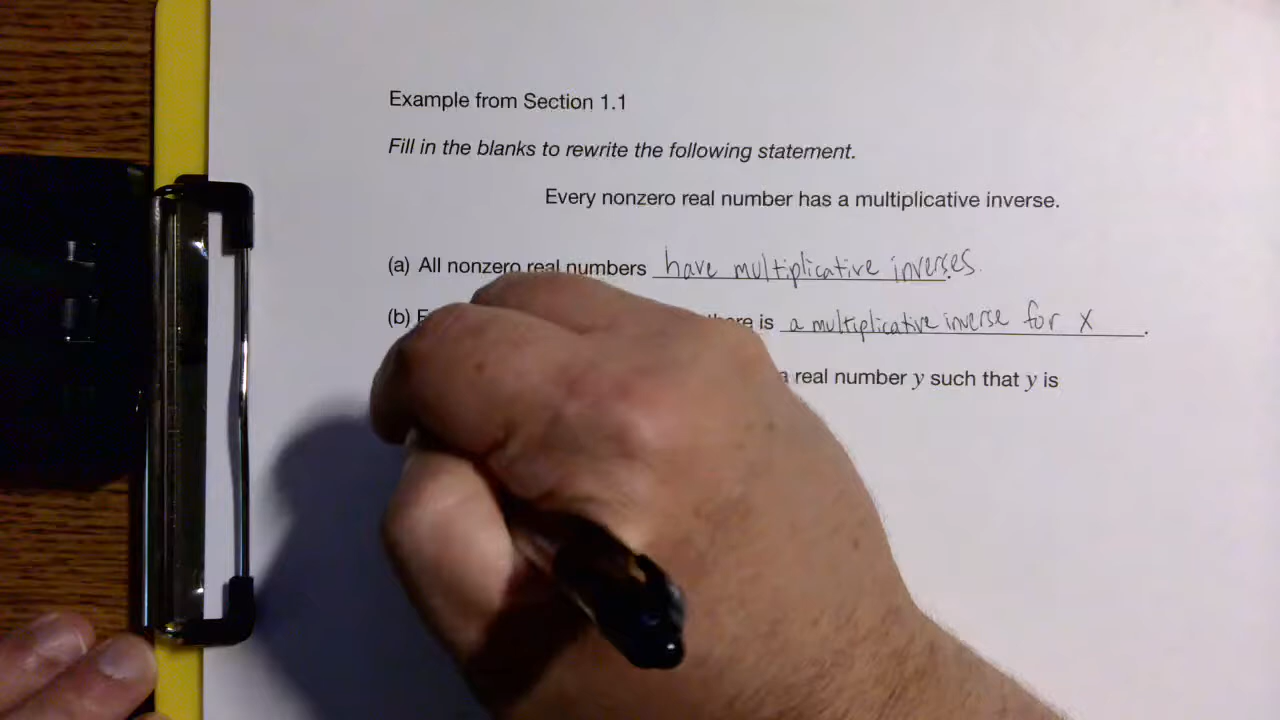 Example from Section 1.1
Fill in the blanks to rewrite the following statement.
Every nonzero real number has a multiplicative inverse.
(a) All nonzero real numbers have multiplicative inverses.
(b) is a multiplicative inverse for x.
real number y such that y is